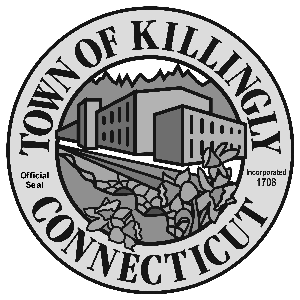 TOWN OF KILLINGLY
Official
Seal
Incorporated
1708
CONNECTICUT